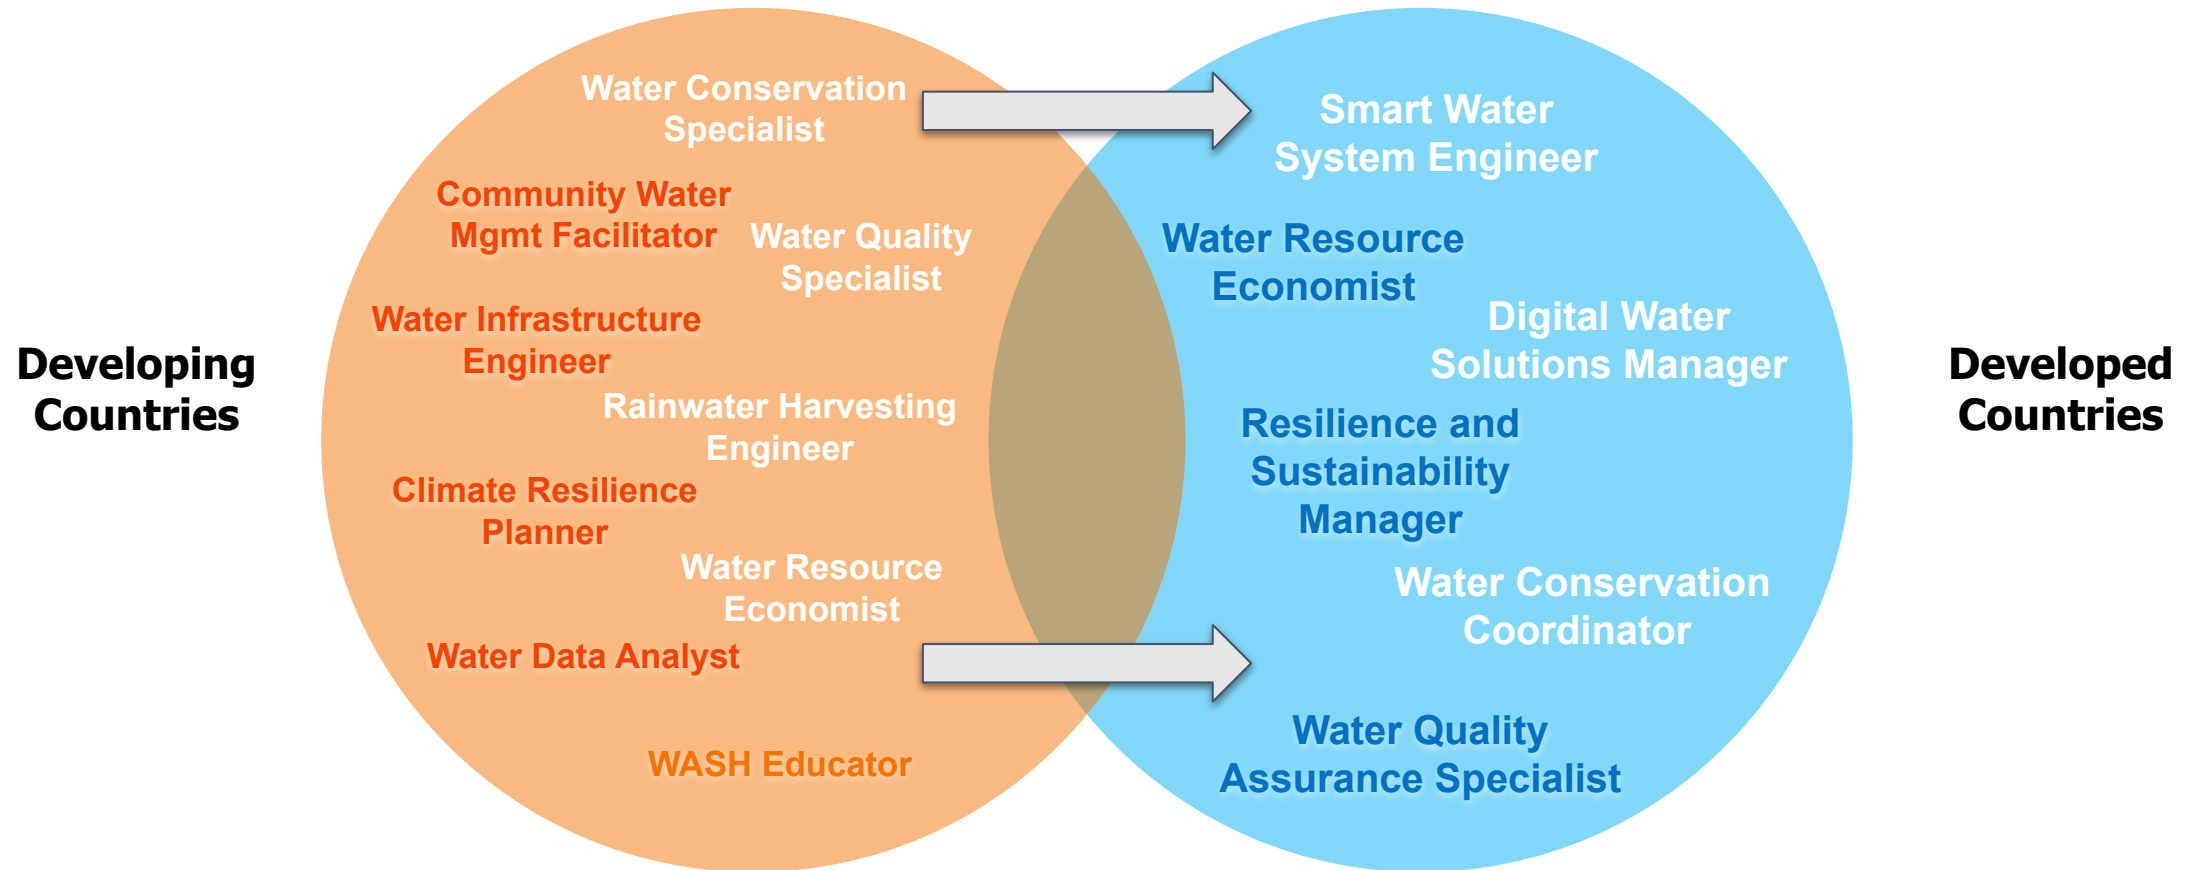 Developing
Countries
Water Conservation
Specialist
Community Water
Mgmt Facilitator
Water Quality
Specialist
Water Infrastructure
Engineer
Rainwater Harvesting
Engineer
Climate Resilience
Planner
Water Resource
Economist
Water Data Analyst
WASH Educator
Smart Water
System Engineer
Water Resource
Economist
Digital Water
Solutions Manager
Resilience and
Sustainability
Manager
Water Conservation
Coordinator
Water Quality
Assurance Specialist
Developed
Countries